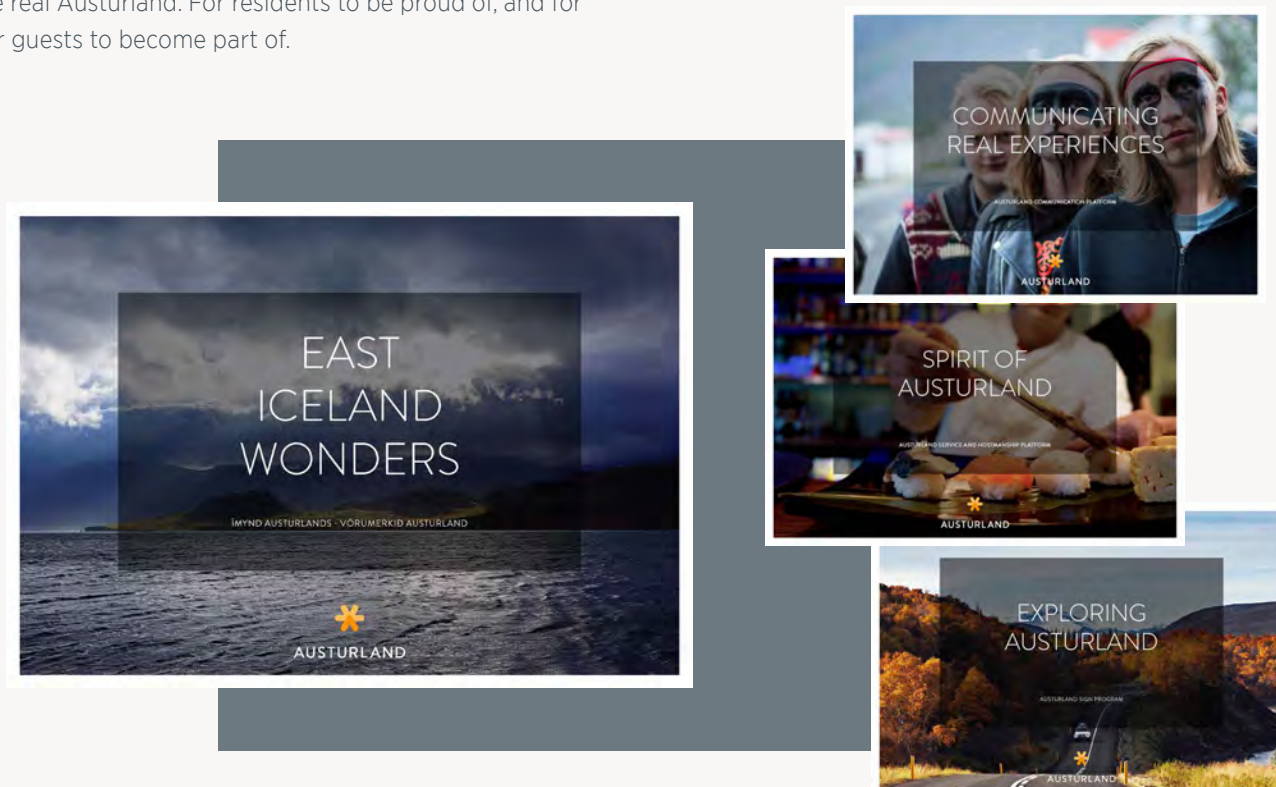 e real Austurland. For residents to be proud of, and for
r guests to become part of.
COMMUNICATING
REAL EXPERIENCES
AUSTURLAND COMMUNICATION PLATFORM
AUSTURLAND
EAST
ICELAND
WONDERS
ÍMYND AUSTURLANDS - VÖRUMERKIÐ AUSTURLAND
AUSTURLAND
SPIRIT OF
AUSTURLAND
AUSTURLAND SERVICE AND HOSTMANSHIP PLATFORM
AUSTURLAND
EXPLORING
AUSTURLAND
AUSTURLAND SIGN PROGRAM
AUSTURLAND